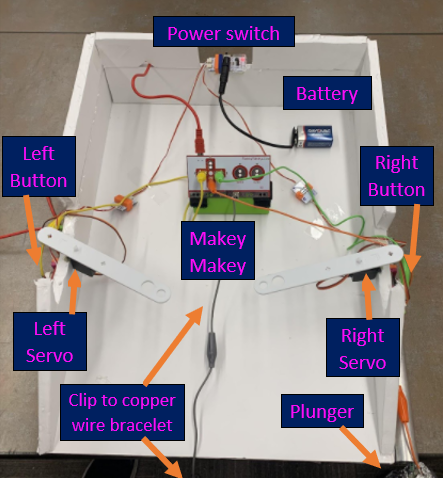 Power switch
Battery
Left
Button
Right
Button
Makey
Makey
Left
Servo
Right
Servo
Clip to copper
wire bracelet
Plunger